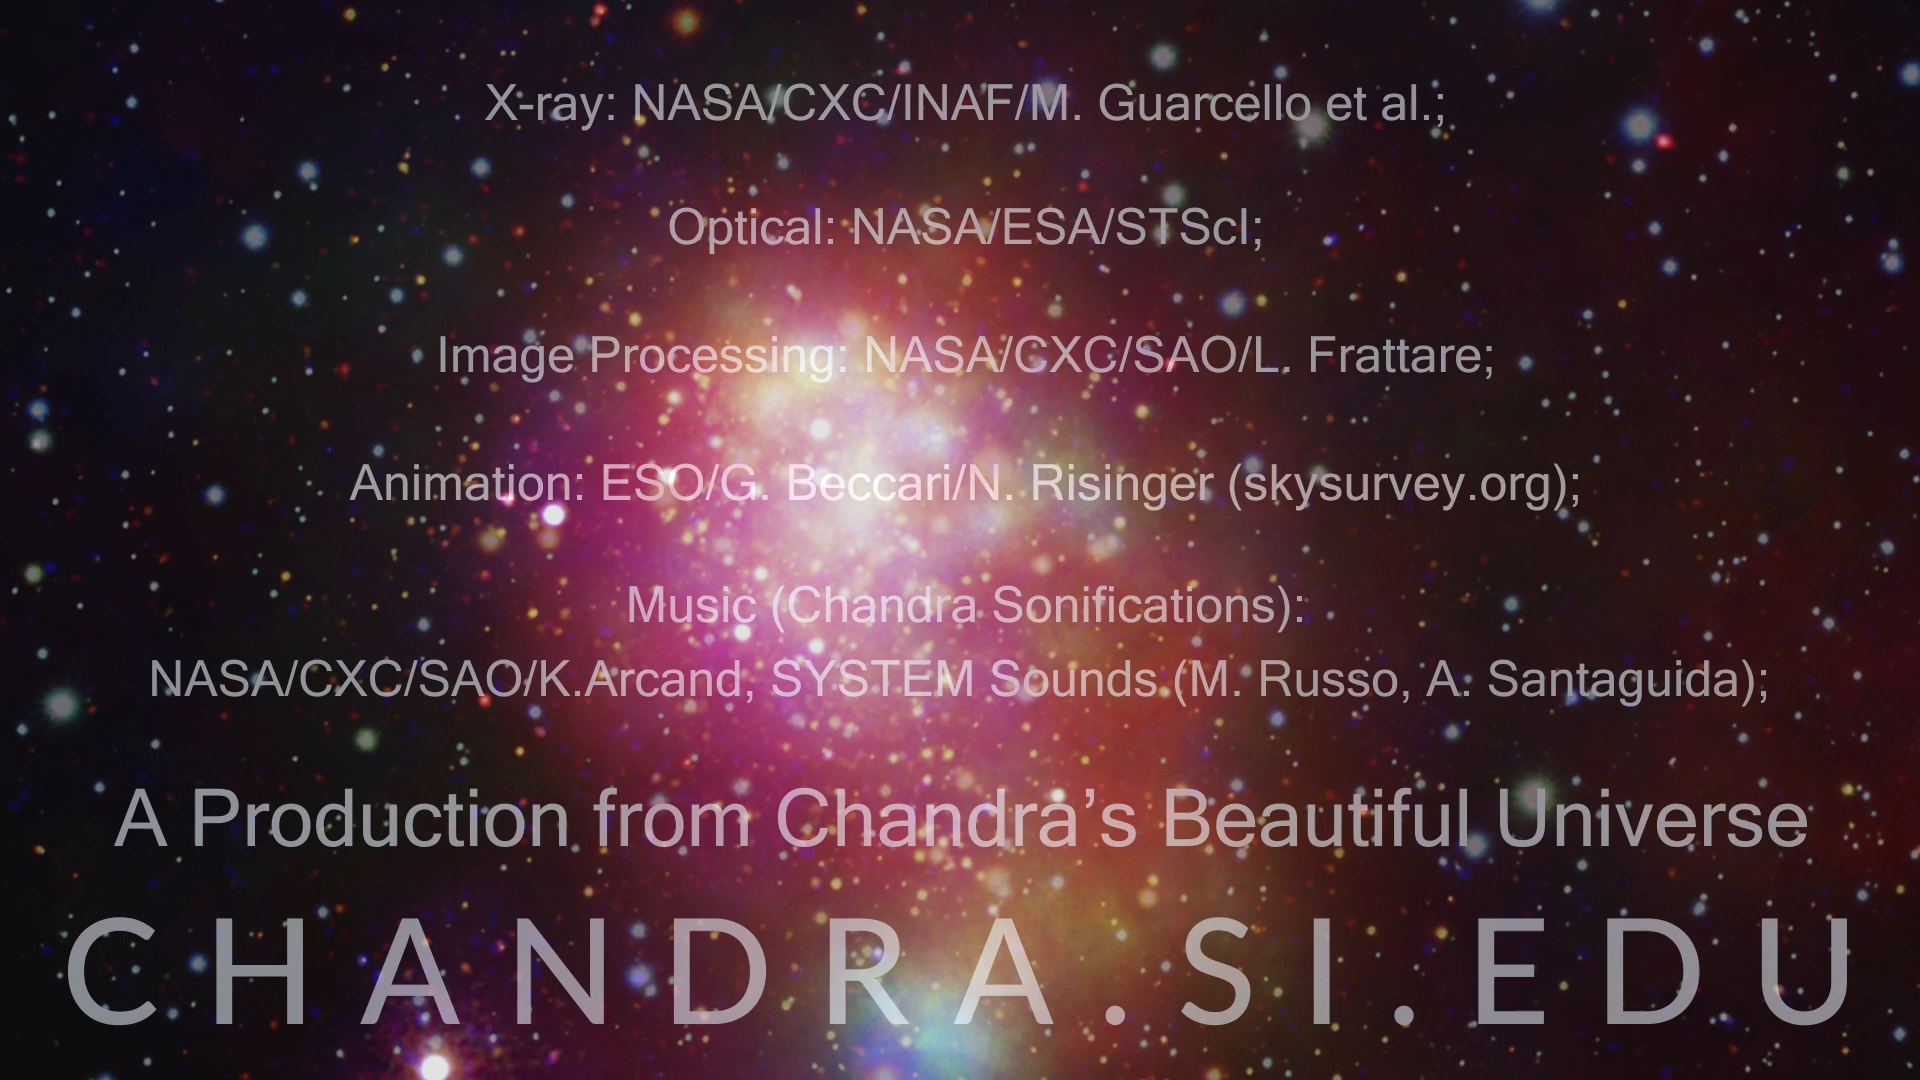 X-ray: NASA/CXC/INAF/M. Guarcello et al.;
Optical: NASA/ESA/STScI;
Image Processing: NASA/CXC/SAO/L. Frattare;
Animation: ESO/G. Beccari/N. Risinger (skysurvey.org);
Music (Chandra Sonifications):
NASA/CXC/SAO/K.Arcand, SYSTEM Sounds (M. Russo, A. Santaguida);
A Production from Chandra’s Beautiful Universe
CHANDRA.SI.EDU